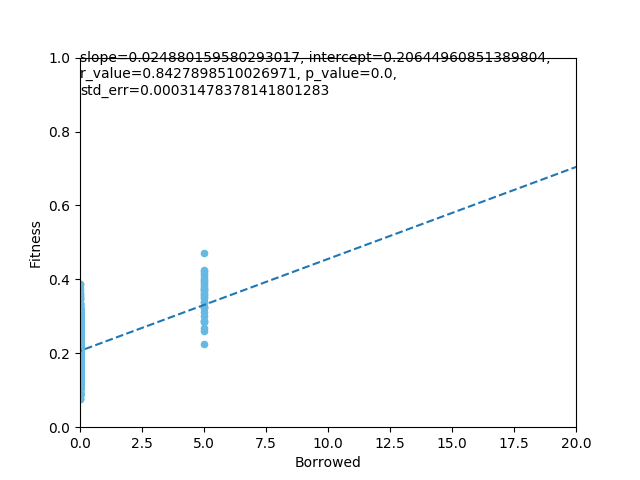 slope=0.024880159580293017, intercept=0.20644960851389804,
r_value=0.8427898510026971, p_value=0.0,
std_err=0.00031478378141801283
1.0
0.8
0.6
0.4
0.2
0.0
Fitness
0.0 2.5 5.0 7.5 10.0 12.5 15.0 17.5 20.0
Borrowed